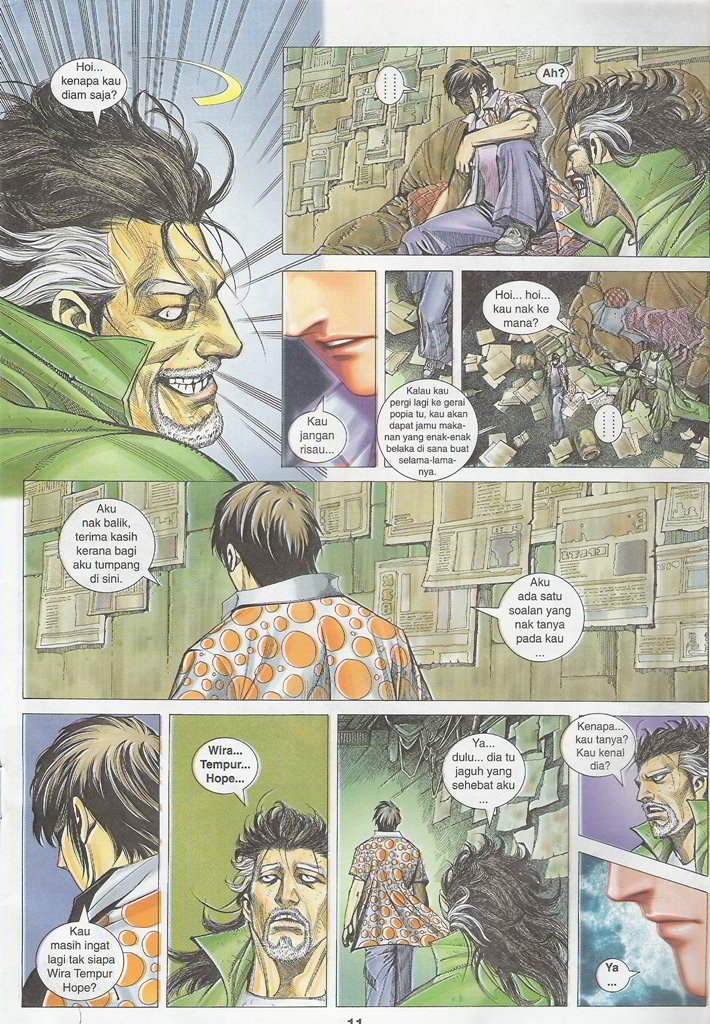 Hoi...
kenapa kau
diam saja?
Ah?
Kau
jangan
risau...
Kalau kau
pergi lagi ke gerai
popia tu, kau akan
dapat jamu maka-
nan yang enak-enak
belaka di sana buat
selama-lama-
nya.
Hoi... hoi...
kau nak ke
mana?
Aku
nak balik,
terima kasih
kerana bagi
aku tumpang
di sini.
Aku
ada satu
soalan yang
nak tanya
pada kau
...
Kau
masih ingat
lagi tak siapa
Wira Tempur
Hope?
Wira...
Tempur...
Hope...
Ya...
dulu... dia tu
jaguh yang
sehebat aku
...
Kenapa...
kau tanya?
Kau kenal
dia?
Ya
...
11